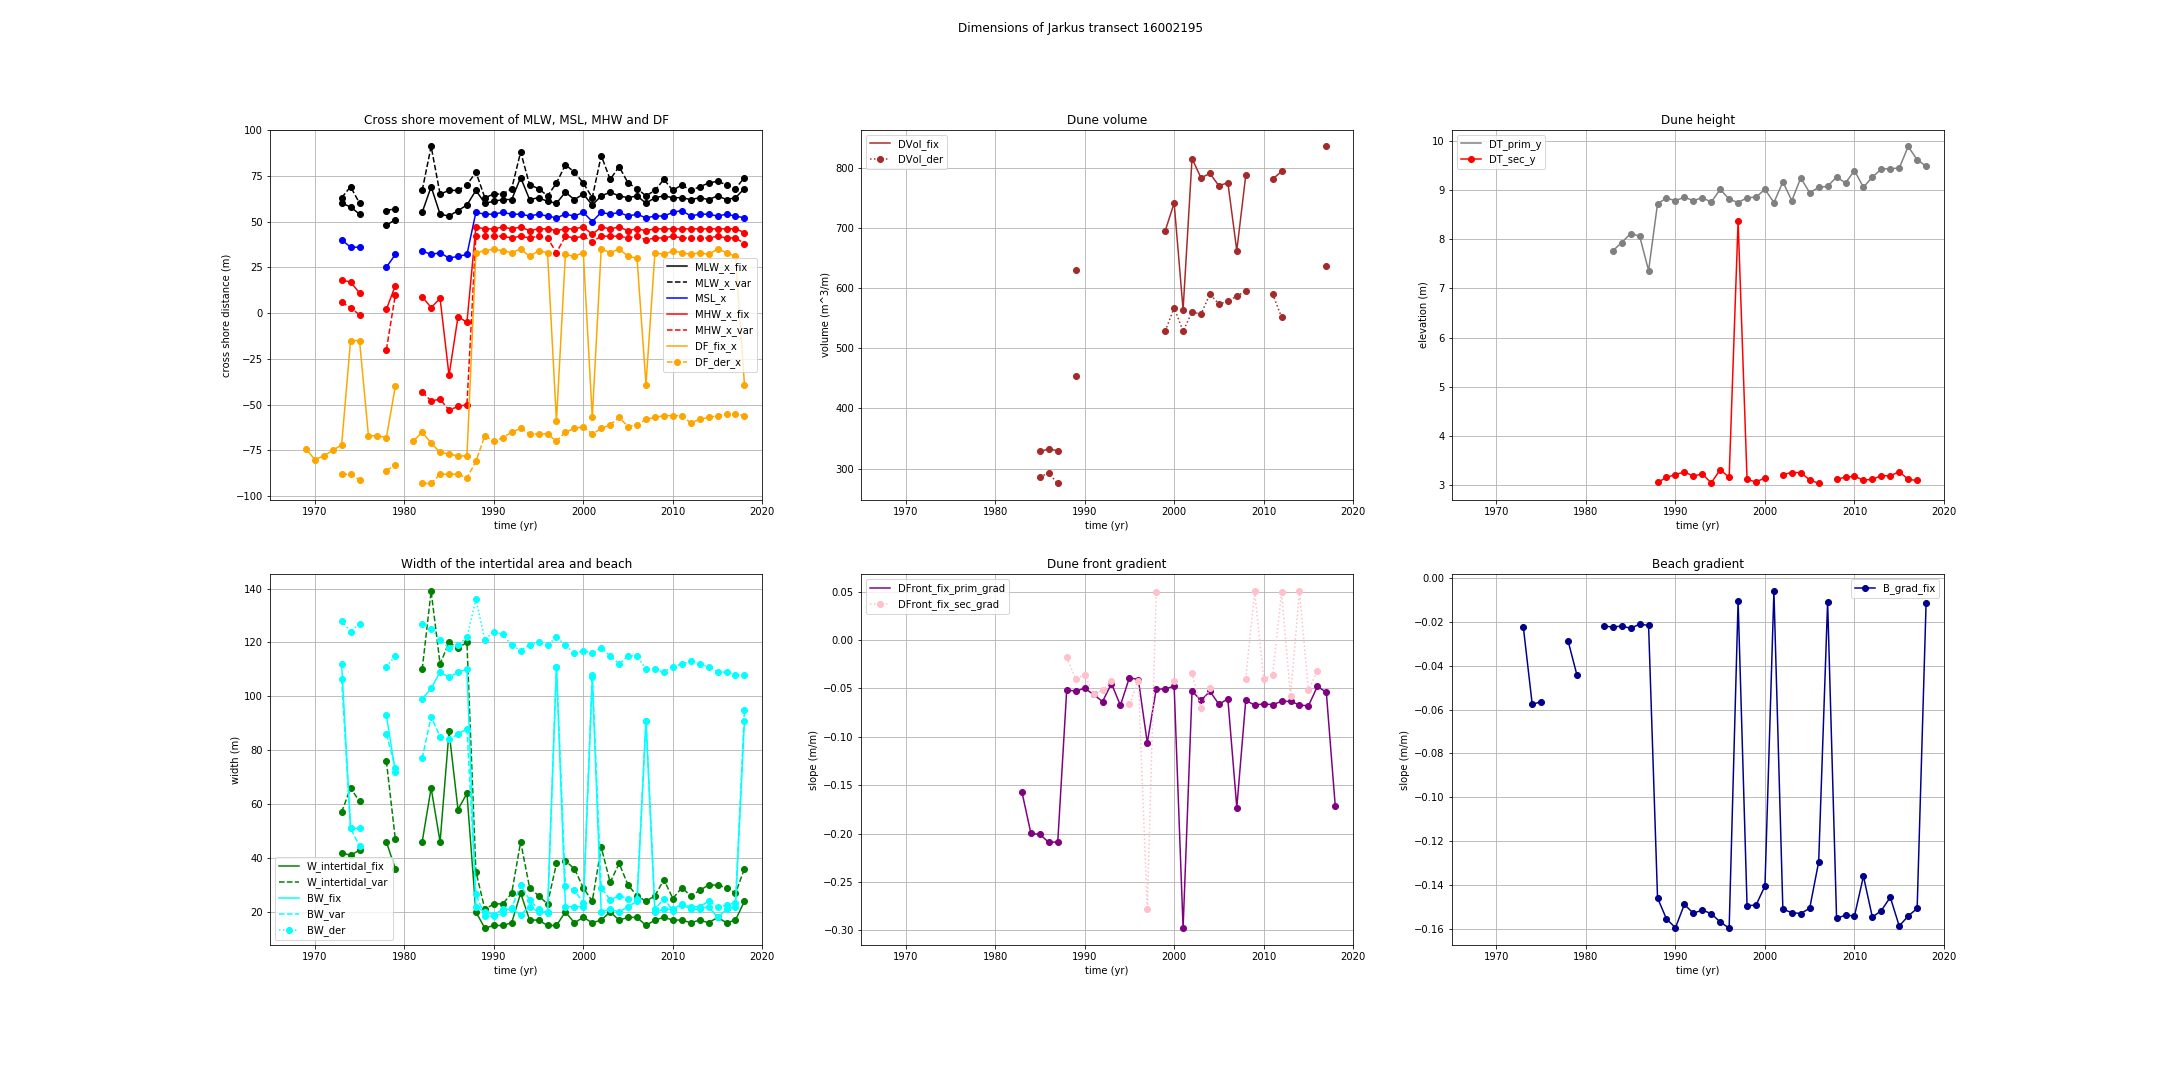 Dimensions of Jarkus transect 16002195
Cross shore movement of MLW, MSL, MHW and DF
cross shore distance (m)
100
75
50
25
0
−25
−50
−75
−100
MLW_x_fix
MLW_x_var
MSL_x
MHW_x_fix
MHW_x_var
DF_fix_x
DF_der_x
1970
1980
1990
2000
2010
2020
time (yr)
Dune volume
volume (m^3/m)
800
700
600
500
400
300
DVol_fix
DVol_der
1970
1980
1990
2000
2010
2020
time (yr)
Dune height
elevation (m)
10
9
8
7
6
5
4
3
DT_prim_y
DT_sec_y
1970
1980
1990
2000
2010
2020
time (yr)
Width of the intertidal area and beach
width (m)
140
120
100
80
60
40
20
W_intertidal_fix
W_intertidal_var
BW_fix
BW_var
BW_der
1970
1980
1990
2000
2010
2020
time (yr)
Dune front gradient
slope (m/m)
0.05
0.00
−0.05
−0.10
−0.15
−0.20
−0.25
−0.30
DFront_fix_prim_grad
DFront_fix_sec_grad
1970
1980
1990
2000
2010
2020
time (yr)
Beach gradient
slope (m/m)
0.00
−0.02
−0.04
−0.06
−0.08
−0.10
−0.12
−0.14
−0.16
B_grad_fix
1970
1980
1990
2000
2010
2020
time (yr)